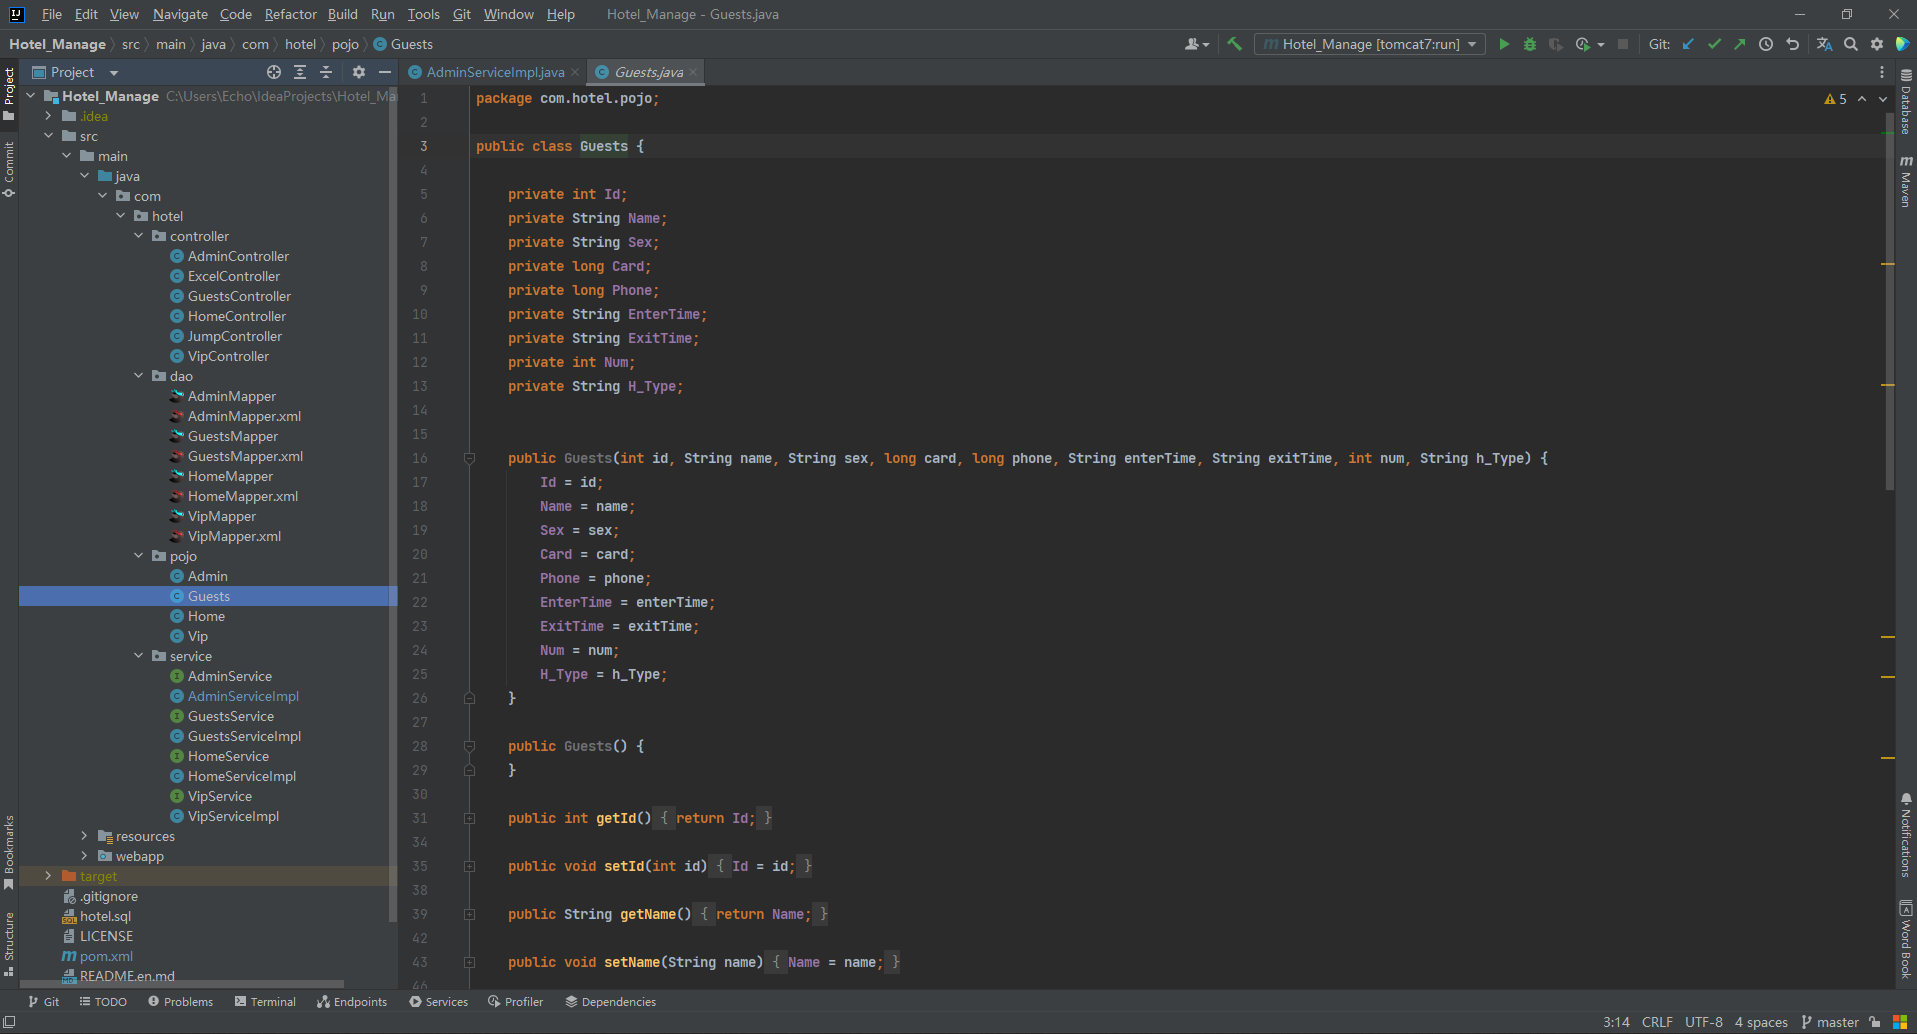 File Edit View Navigate Code Refactor Build Run Tools Git Window Help Hotel_Manage - Guests.java
Hotel_Manage src main java com hotel pojo Guests Hotel_Manage [tomcat7:run] Git:
Project
AdminServiceImpl.java Guests.java
Project
Commit
Bookmarks
Structure
Hotel_Manage C:\Users\Echo\IdeaProjects\Hotel_Ma
.idea
src
main
java
com
hotel
controller
AdminController
ExcelController
GuestsController
HomeController
JumpController
VipController
dao
AdminMapper
AdminMapper.xml
GuestsMapper
GuestsMapper.xml
HomeMapper
HomeMapper.xml
VipMapper
VipMapper.xml
pojo
Admin
Guests
Home
Vip
service
AdminService
AdminServiceImpl
GuestsService
GuestsServiceImpl
HomeService
HomeServiceImpl
VipService
VipServiceImpl
resources
webapp
target
.gitignore
hotel.sql
LICENSE
pom.xml
README.en.md
1 package com.hotel.pojo;
2
3 public class Guests {
4
5 private int Id;
6 private String Name;
7 private String Sex;
8 private long Card;
9 private long Phone;
10 private String EnterTime;
11 private String ExitTime;
12 private int Num;
13 private String H_Type;
14
15
16 public Guests(int id, String name, String sex, long card, long phone, String enterTime, String exitTime, int num, String h_Type) {
17 Id = id;
18 Name = name;
19 Sex = sex;
20 Card = card;
21 Phone = phone;
22 EnterTime = enterTime;
23 ExitTime = exitTime;
24 Num = num;
25 H_Type = h_Type;
26 }
27
28 public Guests() {
29 }
30
31 public int getId() { return Id; }
34
35 public void setId(int id) { Id = id; }
38
39 public String getName() { return Name; }
42
43 public void setName(String name) { Name = name; }
46
5
Database
Maven
Notifications
Word Book
Git TODO Problems Terminal Endpoints Services Profiler Dependencies
3:14 CRLF UTF-8 4 spaces master